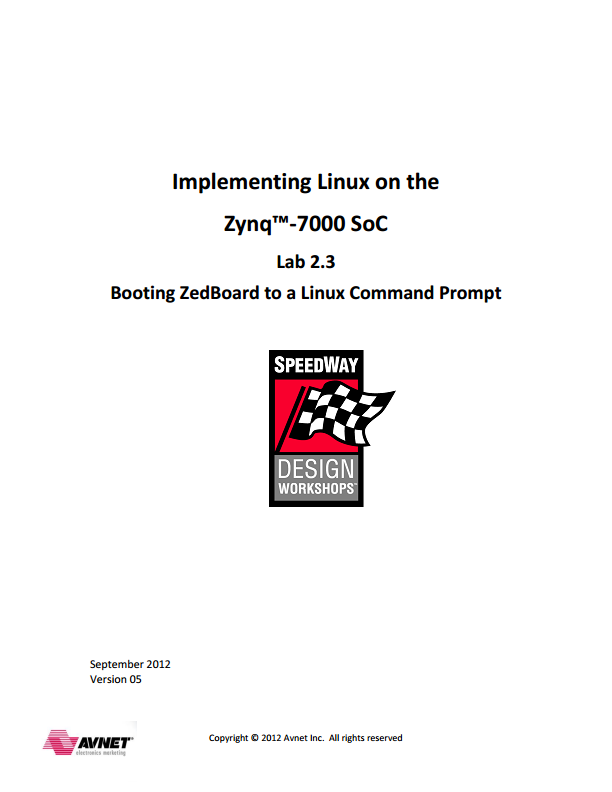 Implementing Linux on the
Zynq™-7000 SoC
Lab 2.3
Booting ZedBoard to a Linux Command Prompt
SPEEDWAY
DESIGN
WORKSHOPS™
September 2012
Version 05
AVNET
electronics marketing
Copyright © 2012 Avnet Inc. All rights reserved